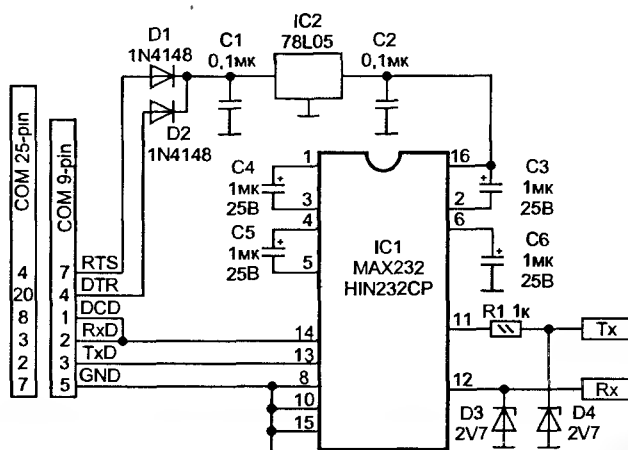 D1
1N4148
C1
0,1мк
IC2
78L05
C2
0,1мк
D2
1N4148
COM 25-pin
COM 9-pin
4 7 RTS
20 4 DTR
8 1 DCD
3 2 RxD
2 3 TxD
7 5 GND
C4
1мк
25В
+
C5
1мк
25В
+
1
3
4
5
14
13
8
10
15
IC1
MAX232
HIN232CP
16
2
6
11
12
+
C3
1мк
25В
+
C6
1мк
25В
R1 1к
Tx
Rx
D3
2V7
D4
2V7